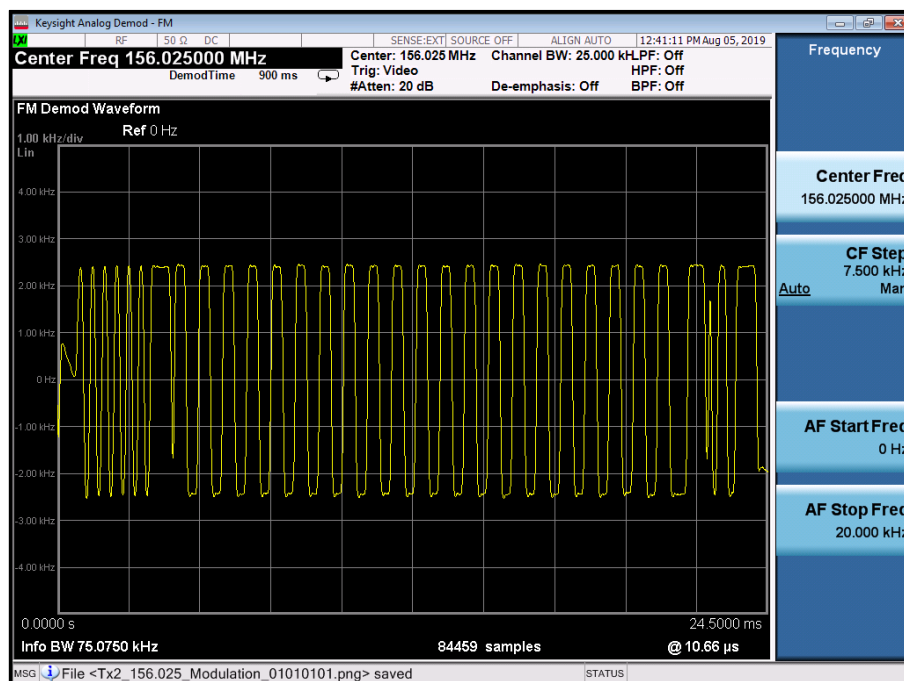 Keysight Analog Demod - FM
LXI RF 50 Ω DC SENSE:EXT SOURCE OFF ALIGN AUTO 12:41:11 PM Aug 05, 2019
Center Freq 156.025000 MHz
DemodTime 900 ms
Center: 156.025 MHz Channel BW: 25.000 kH LPF: Off
Trig: Video HPF: Off
#Atten: 20 dB De-emphasis: Off BPF: Off
FM Demod Waveform
1.00 kHz/div Ref 0 Hz
Lin
4.00 kHz
3.00 kHz
2.00 kHz
1.00 kHz
0 Hz
-1.00 kHz
-2.00 kHz
-3.00 kHz
-4.00 kHz
0.0000 s 24.5000 ms
Info BW 75.0750 kHz 84459 samples @ 10.66 µs
MSG File <Tx2_156.025_Modulation_01010101.png> saved STATUS
Frequency
Center Freq
156.025000 MHz
CF Step
7.500 kHz
Auto Man
AF Start Freq
0 Hz
AF Stop Freq
20.000 kHz